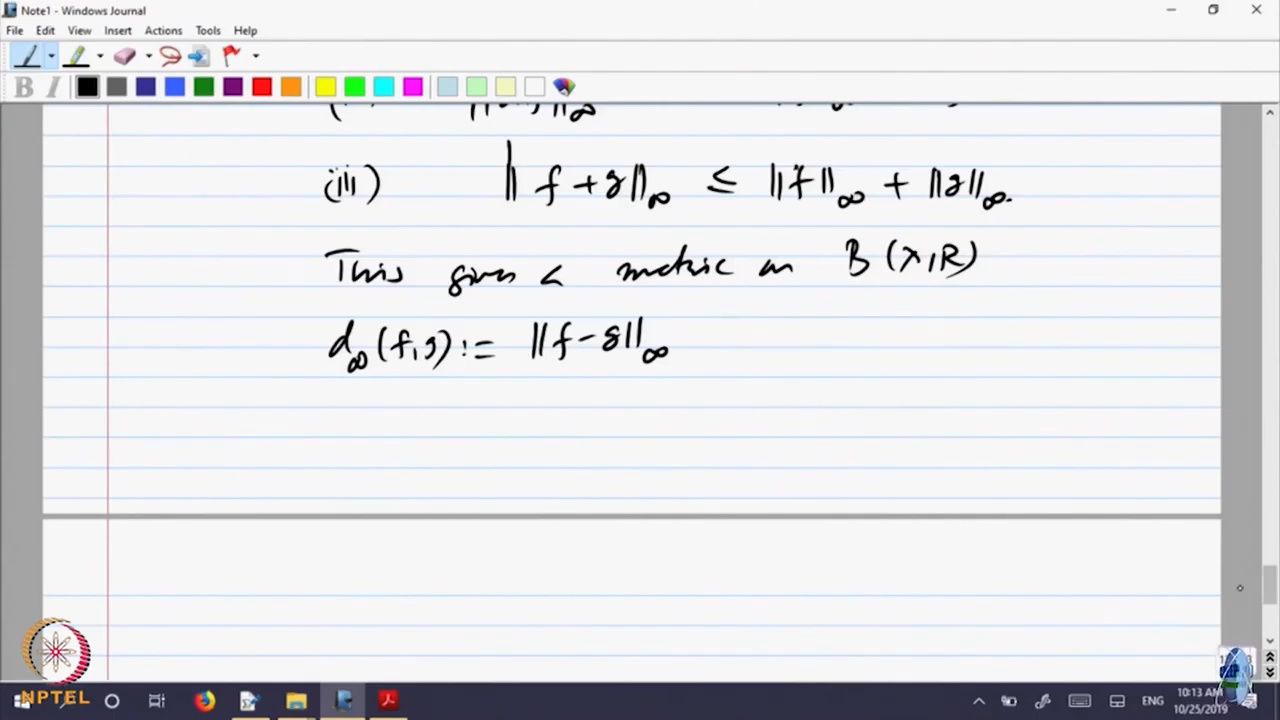 Note1 - Windows Journal
File Edit View Insert Actions Tools Help
B I
(iii) ‖f+g‖∞ ≤ ‖f‖∞ + ‖g‖∞.
This gives a metric on B(X,R)
d∞(f,g) := ‖f-g‖∞
NPTEL
ENG
10:13 AM
10/25/2019